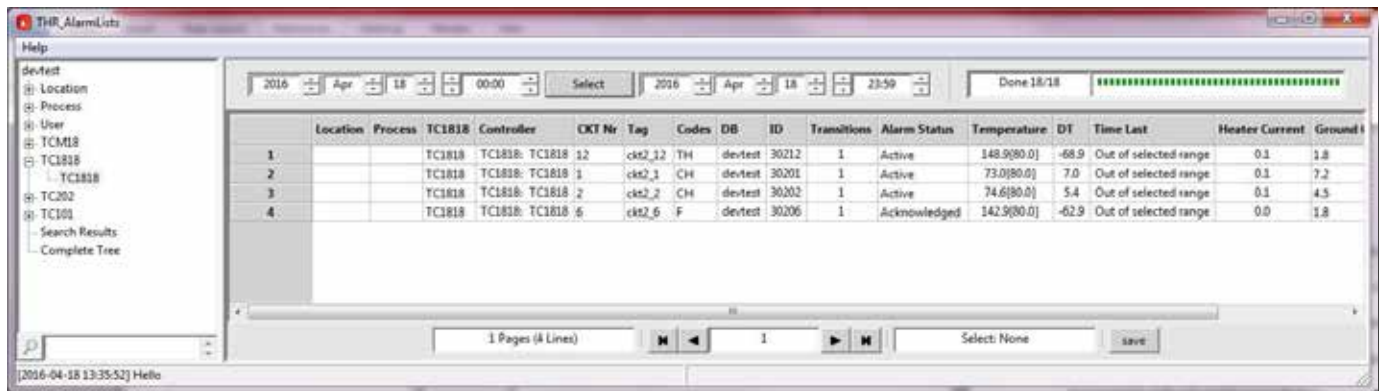 THR_AlarmLists
Help
devtest
Location
Process
User
TCM18
TC1818
TC1818
TC202
TC101
Search Results
Complete Tree
2016 Apr 18 00:00 Select 2016 Apr 18 23:59 Done 18/18
Location Process TC1818 Controller CKT Nr Tag Codes DB ID Transitions Alarm Status Temperature DT Time Last Heater Current Ground
1 TC1818 TC1818: TC1818 12 ckt2_12 TH devtest 30212 1 Active 148.9[80.0] -68.9 Out of selected range 0.1 1.8
2 TC1818 TC1818: TC1818 1 ckt2_1 CH devtest 30201 1 Active 73.0[80.0] 7.0 Out of selected range 0.1 7.2
3 TC1818 TC1818: TC1818 2 ckt2_2 CH devtest 30202 1 Active 74.6[80.0] 5.4 Out of selected range 0.1 4.5
4 TC1818 TC1818: TC1818 6 ckt2_6 F devtest 30206 1 Acknowledged 142.9[80.0] -62.9 Out of selected range 0.0 1.8
1 Pages (4 Lines) 1 Select: None save
[2016-04-18 13:35:52] Hello